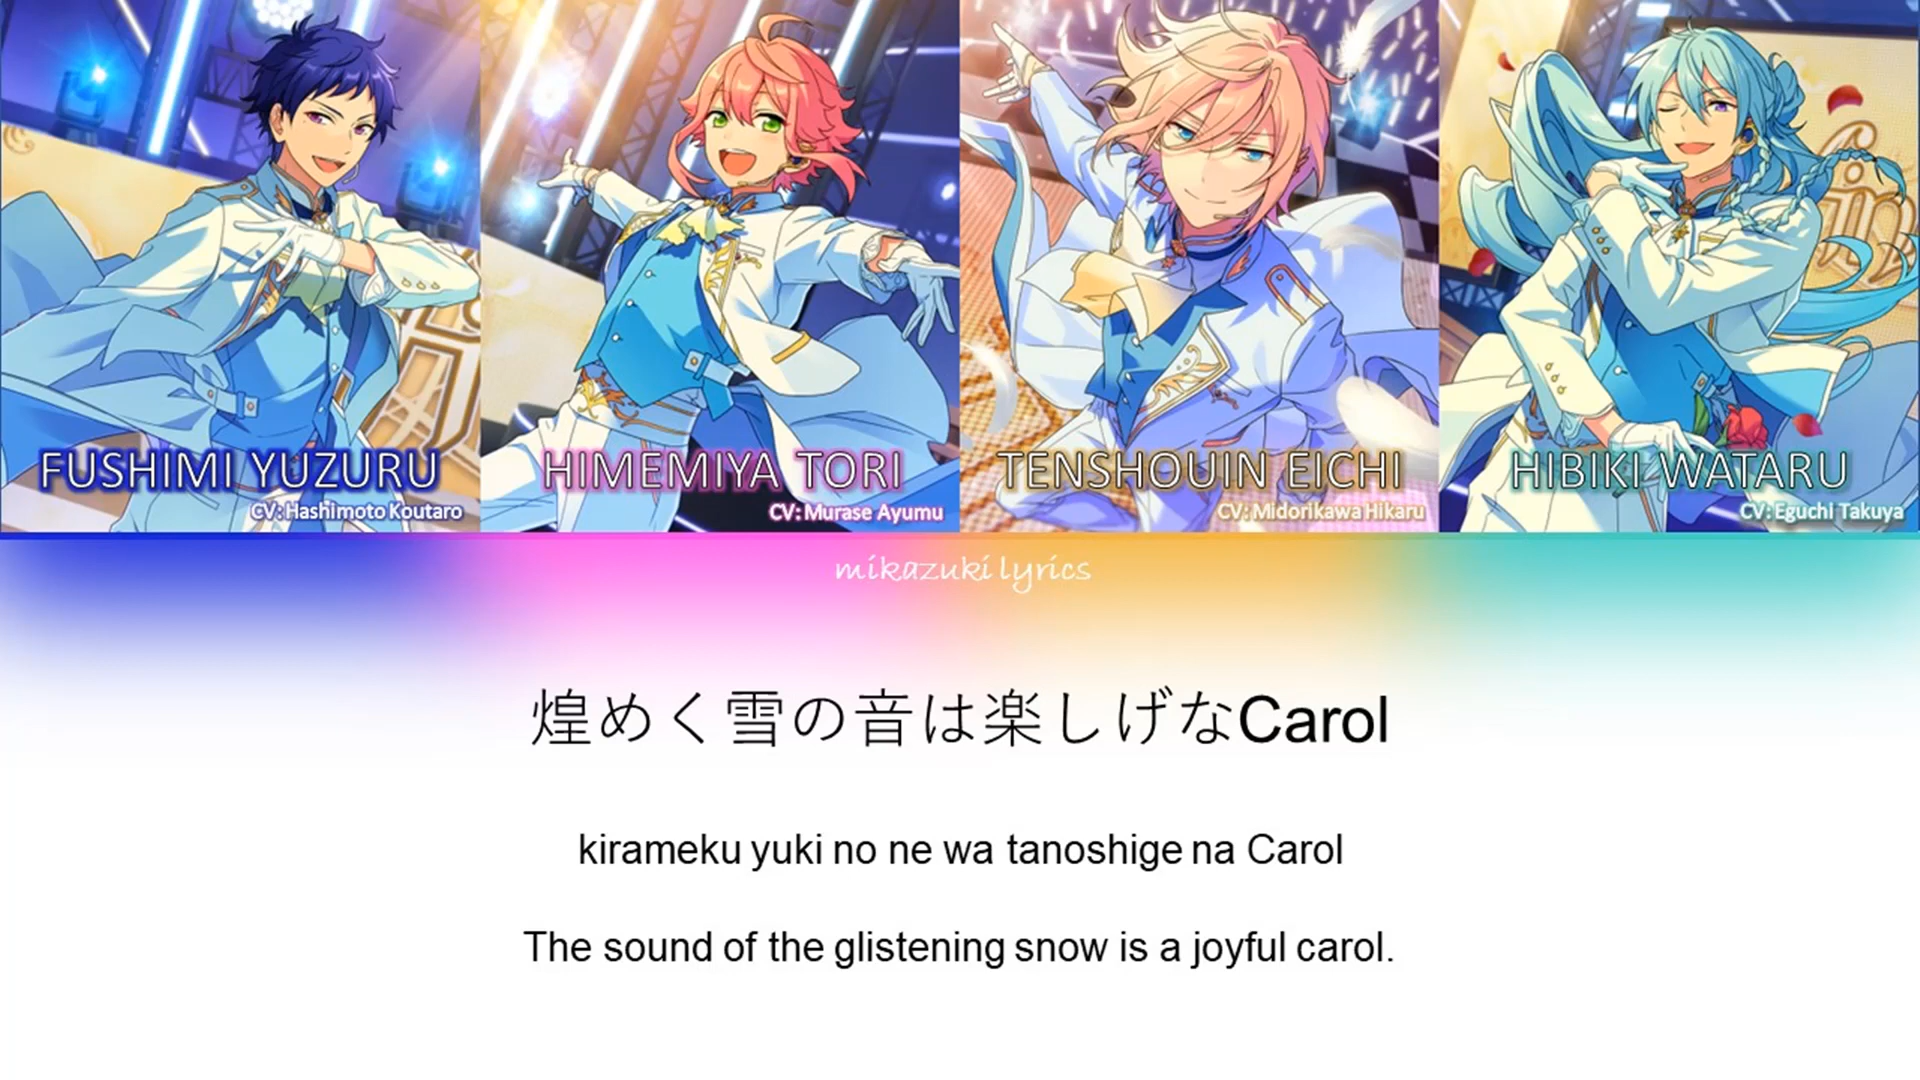 FUSHIMI YUZURU
CV: Hashimoto Koutaro
HIMEMIYA TORI
CV: Murase Ayumu
TENSHOUIN EICHI
CV: Midorikawa Hikaru
HIBIKI WATARU
CV: Eguchi Takuya
mikazuki lyrics
煌めく雪の音は楽しげなCarol
kirameku yuki no ne wa tanoshige na Carol
The sound of the glistening snow is a joyful carol.